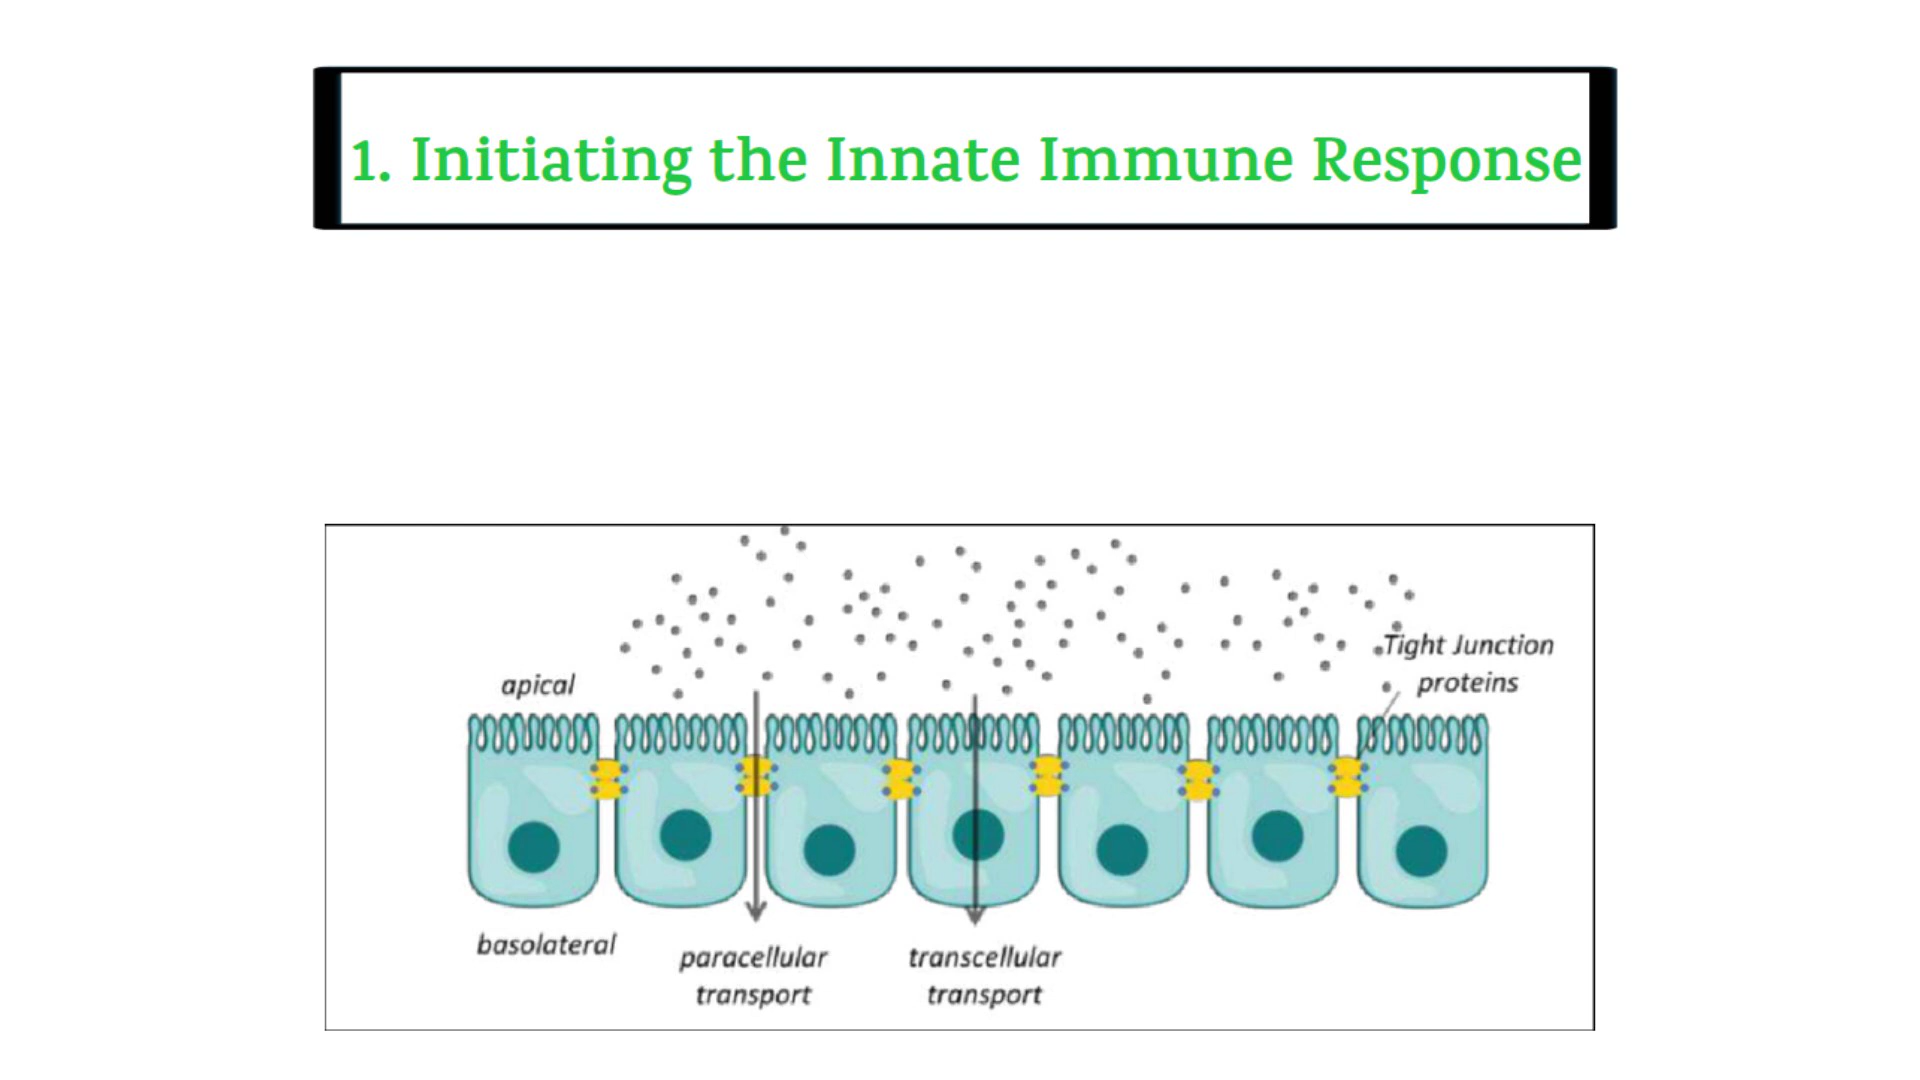 1. Initiating the Innate Immune Response
apical
Tight Junction
proteins
basolateral
paracellular
transport
transcellular
transport